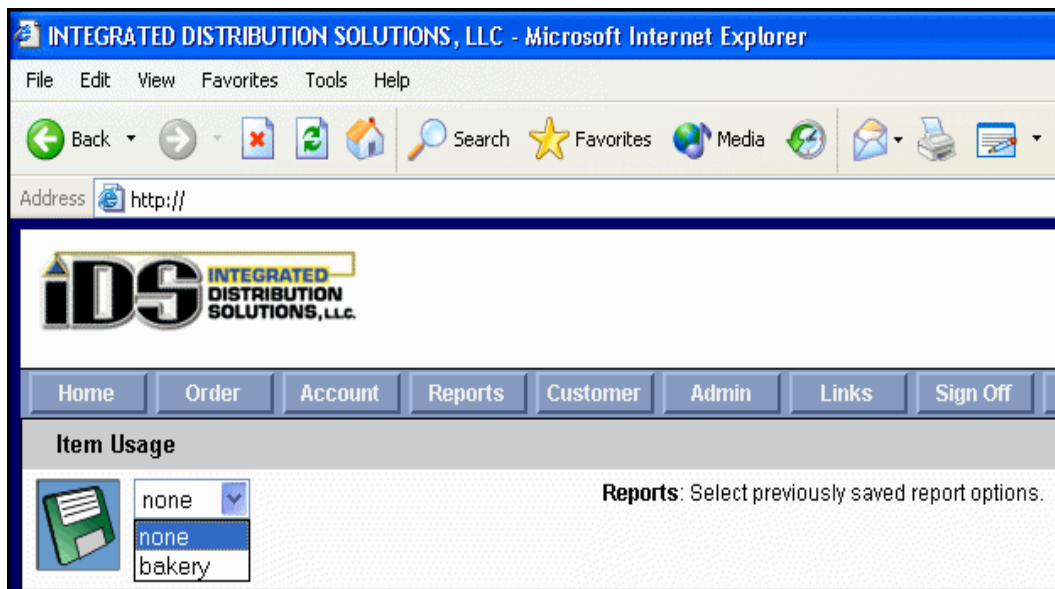 INTEGRATED DISTRIBUTION SOLUTIONS, LLC - Microsoft Internet Explorer
File Edit View Favorites Tools Help
Back Search Favorites Media
Address http://
iDS INTEGRATED
DISTRIBUTION
SOLUTIONS, LLC.
Home Order Account Reports Customer Admin Links Sign Off
Item Usage
none Reports: Select previously saved report options.
none
bakery